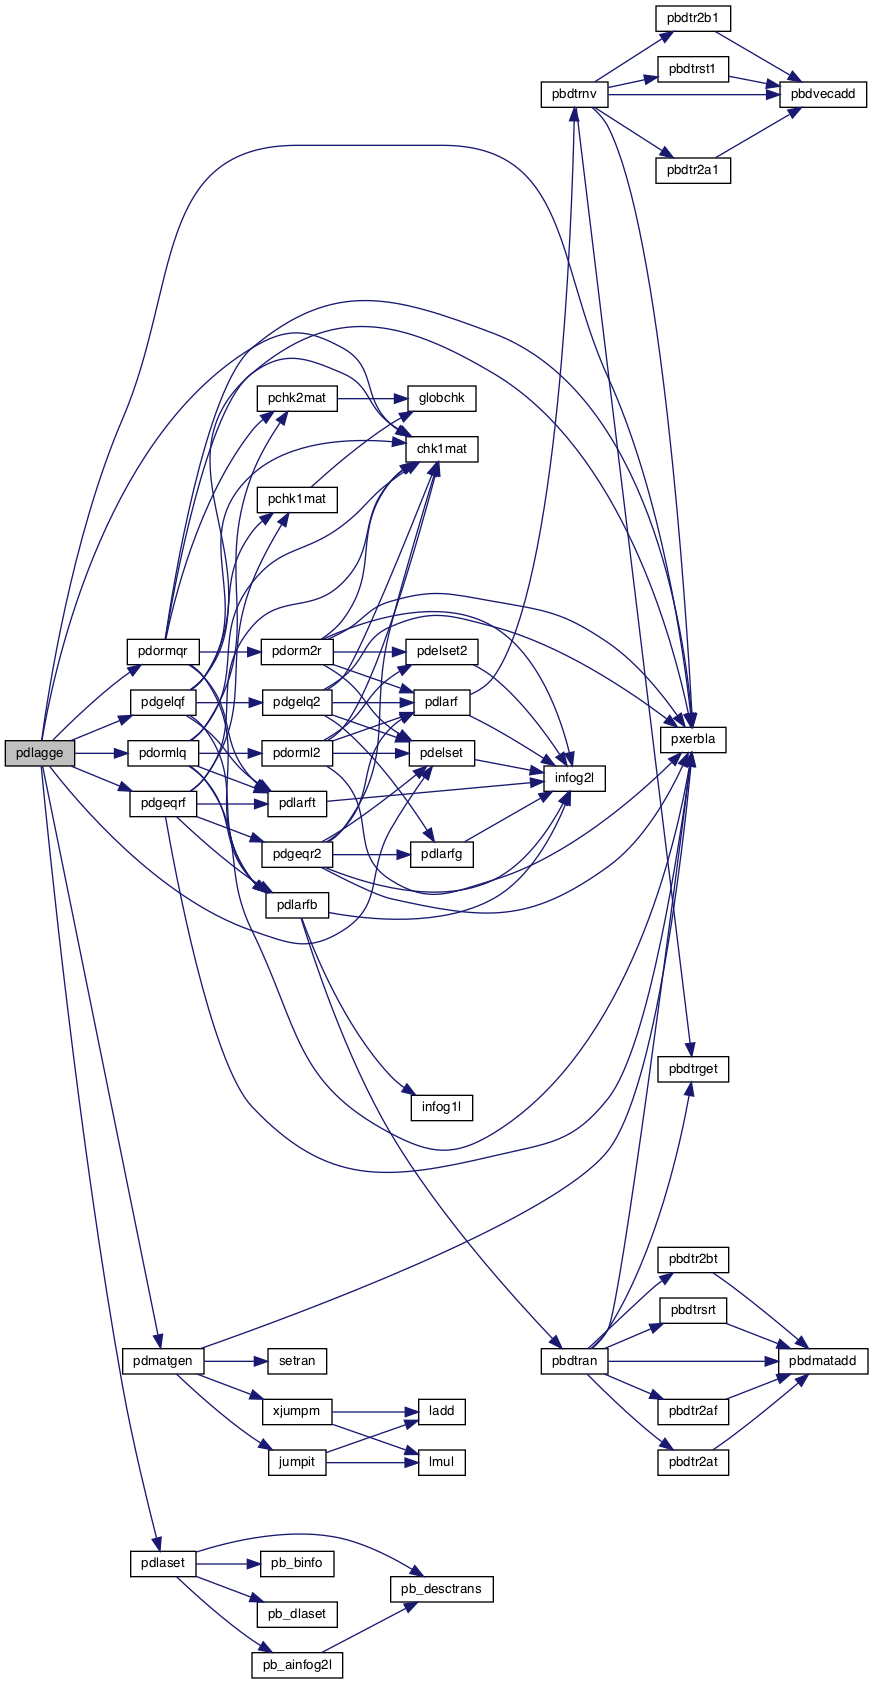 pbdtr2b1
pbdtrst1
pbdtrnv
pbdvecadd
pbdtr2a1
pchk2mat
globchk
chk1mat
pchk1mat
pdormqr
pdorm2r
pdelset2
pdgelqf
pdgelq2
pdlarf
pdlagge
pdormlq
pdorml2
pdelset
pxerbla
infog2l
pdgeqrf
pdlarft
pdgeqr2
pdlarfg
pdlarfb
pbdtrget
infog1l
pbdtr2bt
pbdtrsrt
pdmatgen
setran
pbdtran
pbdmatadd
xjumpm
ladd
pbdtr2af
jumpit
lmul
pbdtr2at
pdlaset
pb_binfo
pb_desctrans
pb_dlaset
pb_ainfog2l